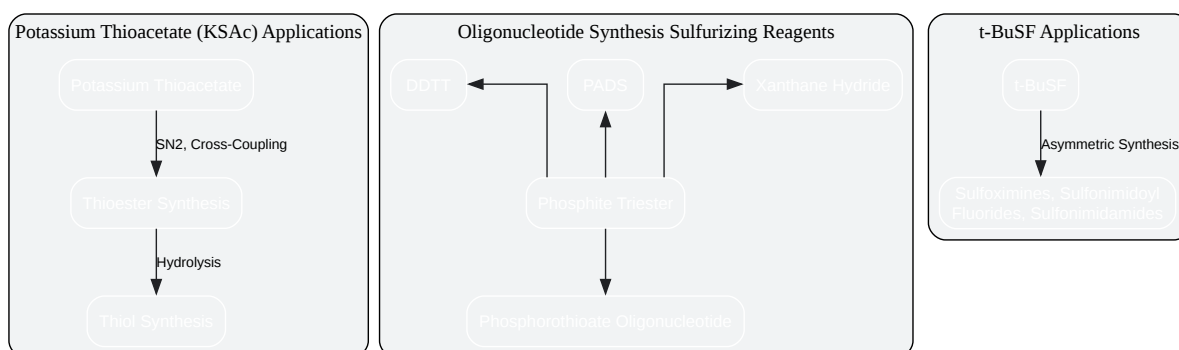 Potassium Thioacetate (KSAc) Applications
Potassium Thioacetate
SN2, Cross-Coupling
Thioester Synthesis
Hydrolysis
Thiol Synthesis
Oligonucleotide Synthesis Sulfurizing Reagents
DDTT
PADS
Xanthane Hydride
Phosphite Triester
Phosphorothioate Oligonucleotide
t-BuSF Applications
t-BuSF
Asymmetric Synthesis
Sulfoximines, Sulfonimidoyl
Fluorides, Sulfonimidamides